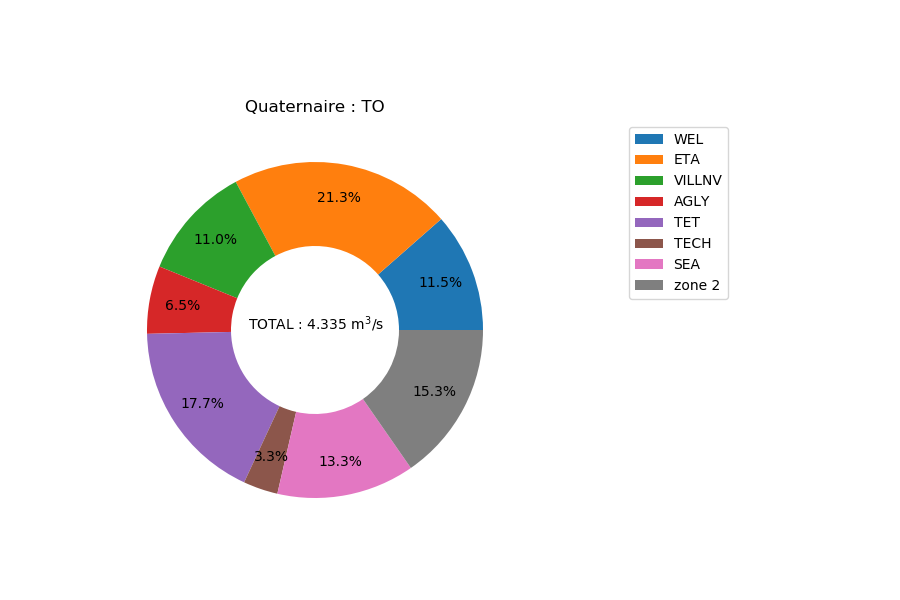 Quaternaire : TO
WEL
ETA
VILLNV
AGLY
TET
TECH
SEA
zone 2
21.3%
11.0%
11.5%
6.5%
TOTAL : 4.335 m³/s
15.3%
17.7%
3.3%
13.3%